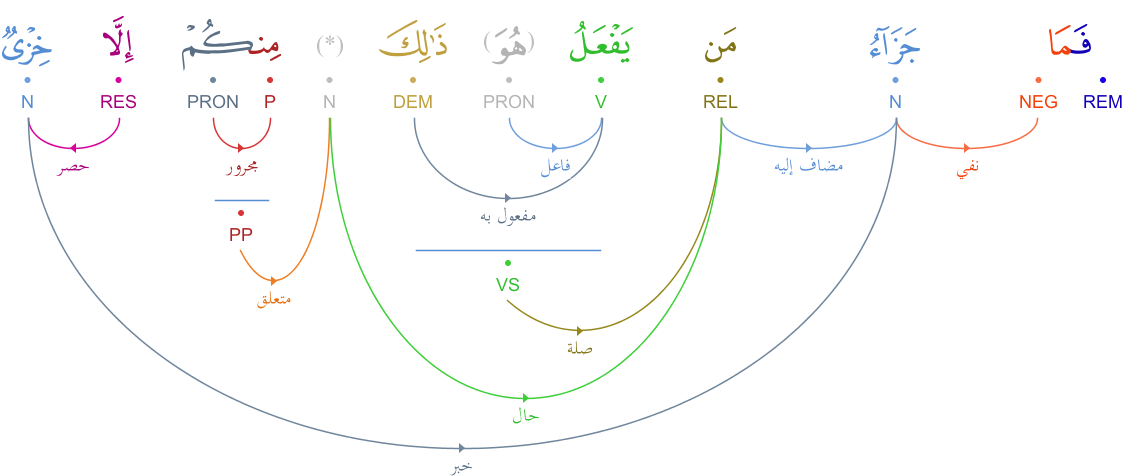 فَمَا جَزَآءُ مَن يَفْعَلُ (هُوَ) ذَٰلِكَ (*) مِنكُمْ إِلَّا خِزْىٌ
REM NEG N REL V PRON DEM N P PRON RES N
نفي مضاف إليه فاعل مجرور حصر
مفعول به
PP
VS
متعلق
صلة
حال
خبر